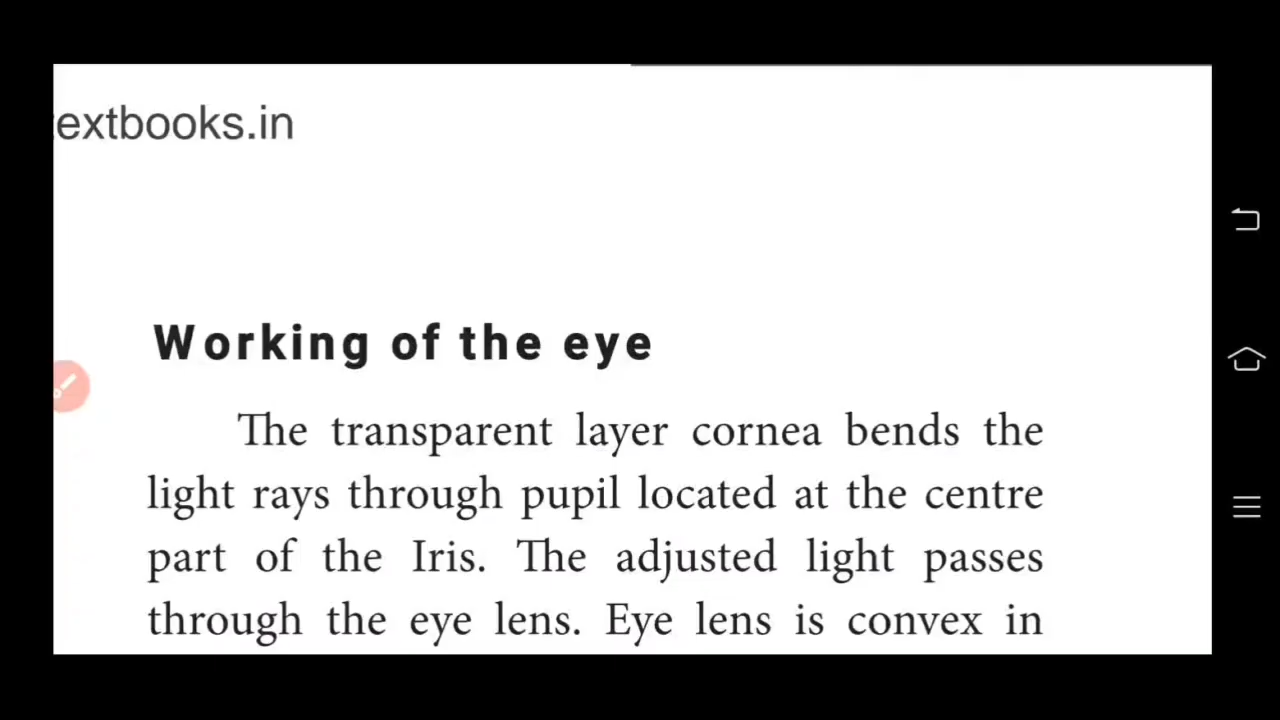 extbooks.in
Working of the eye
The transparent layer cornea bends the
light rays through pupil located at the centre
part of the Iris. The adjusted light passes
through the eye lens. Eye lens is convex in